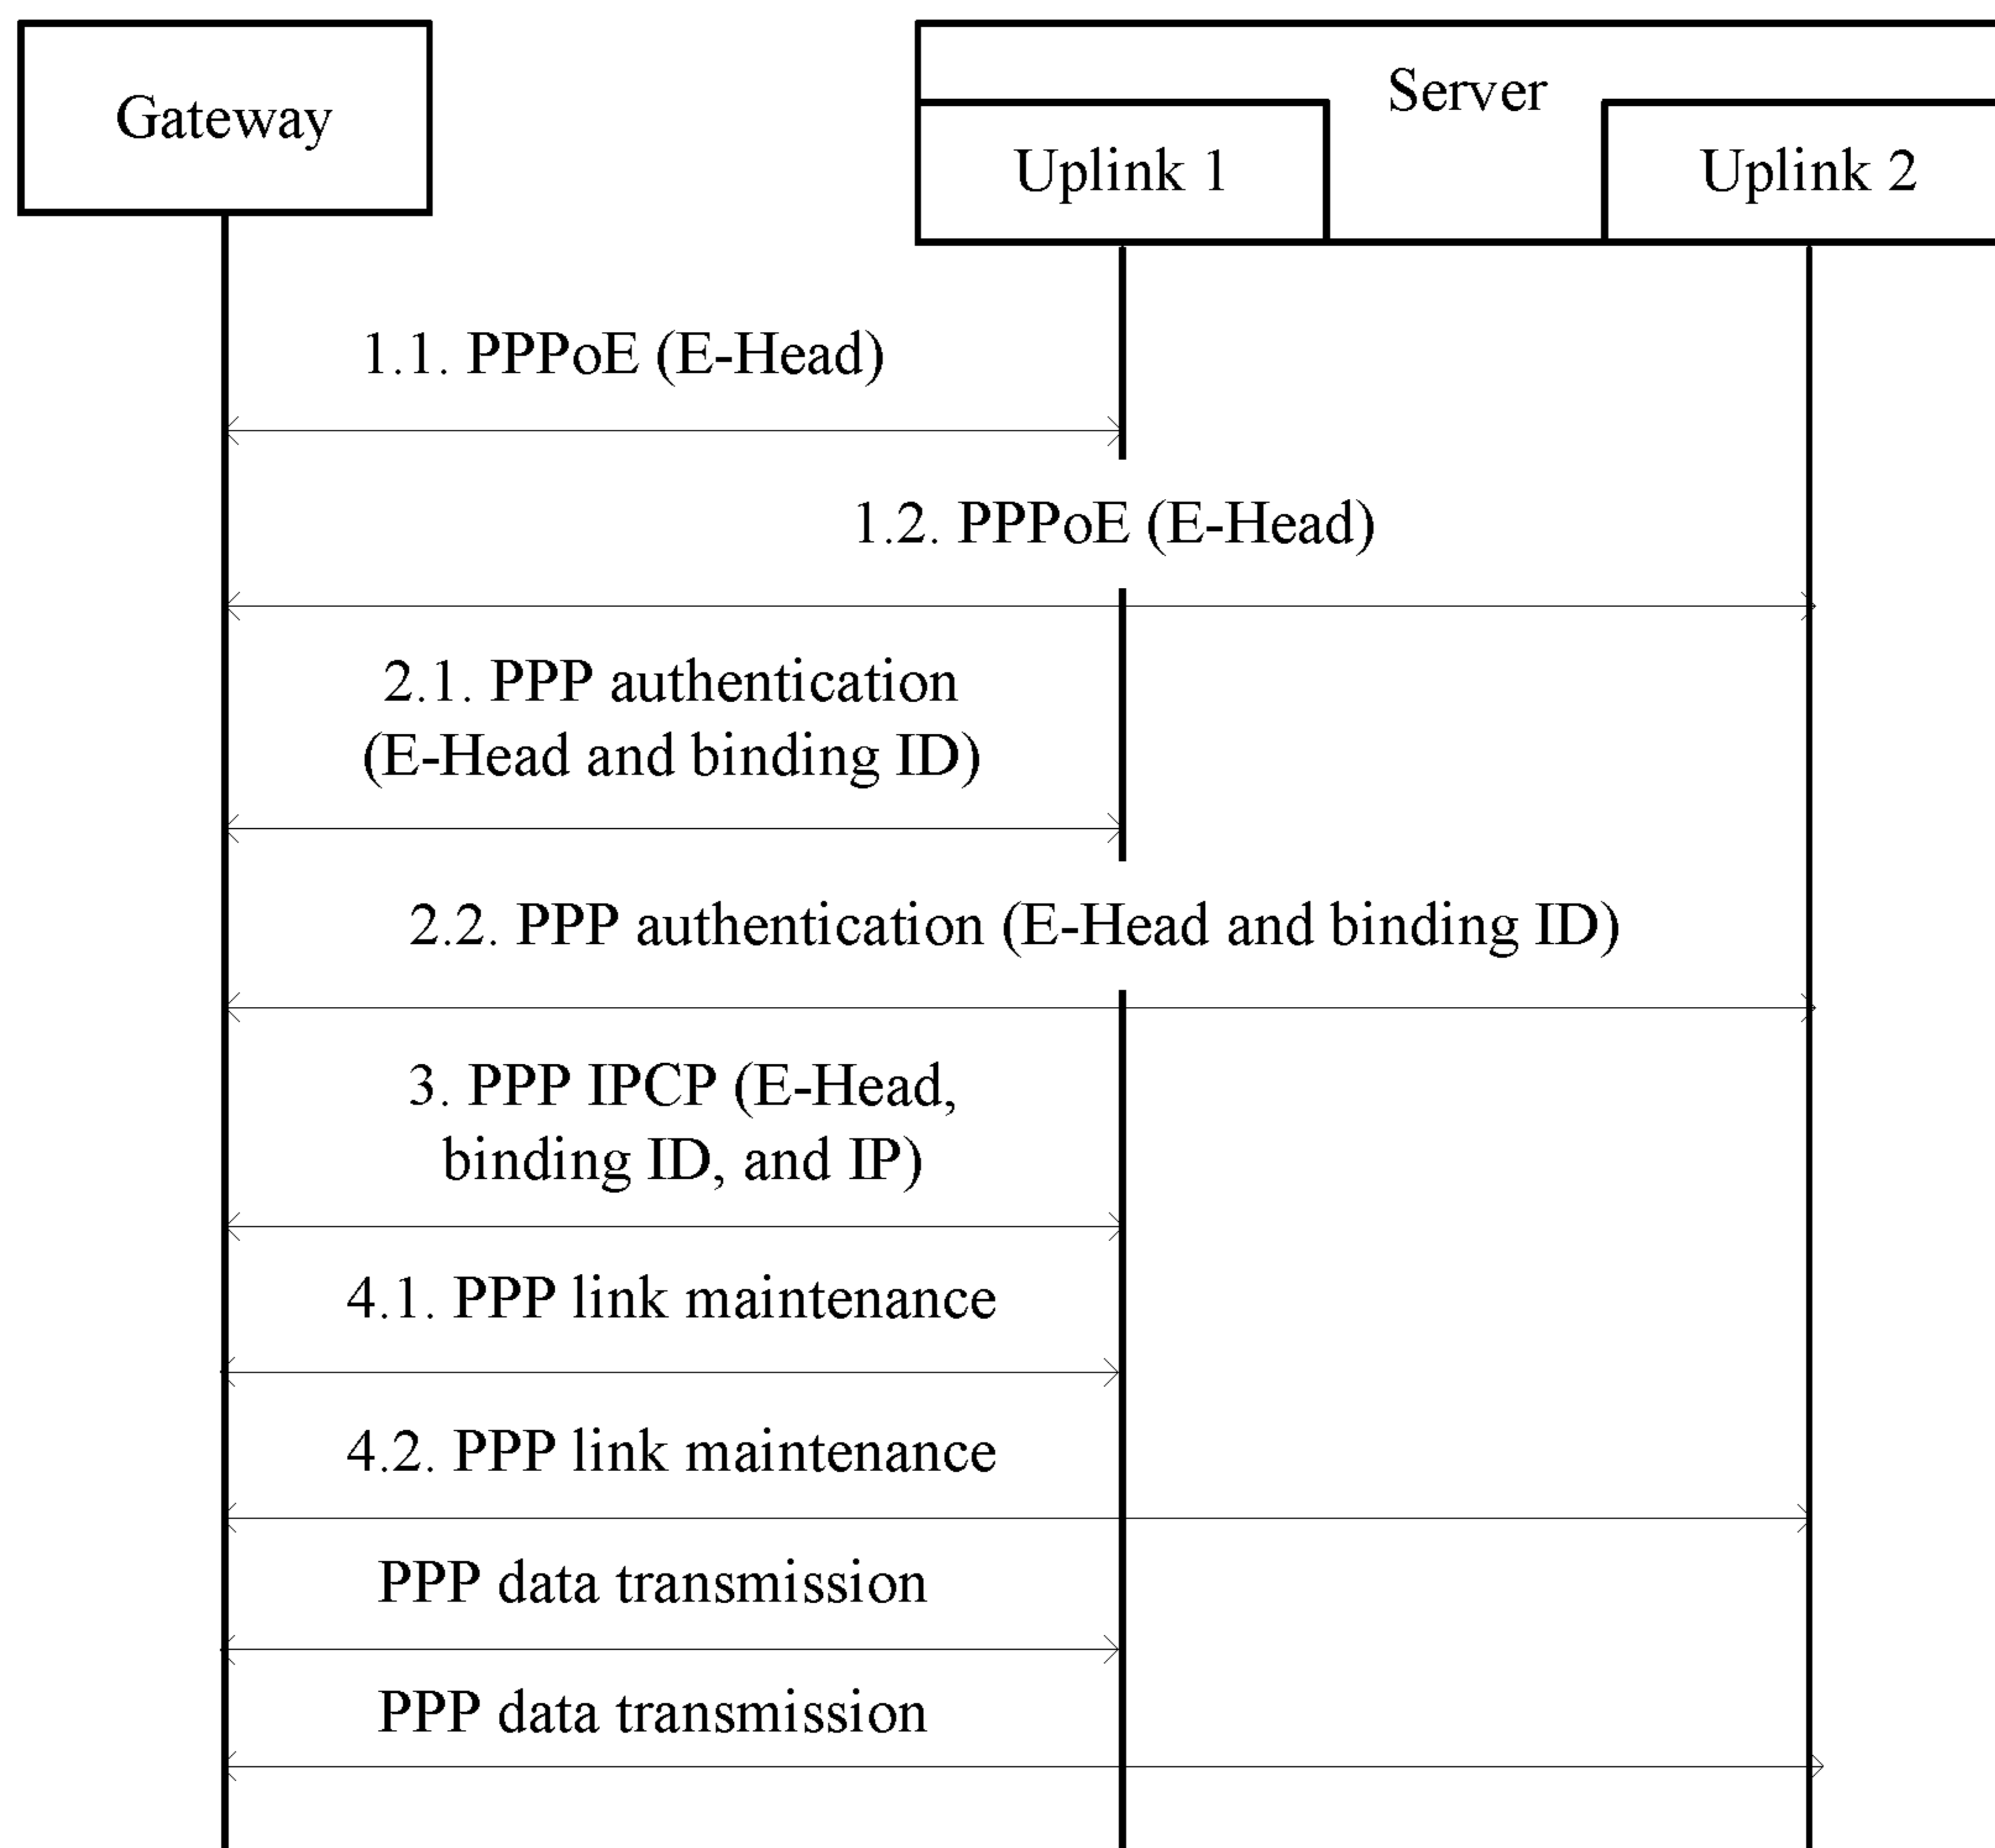 Gateway
Server
Uplink 1
Uplink 2
1.1. PPPoE (E-Head)
1.2. PPPoE (E-Head)
2.1. PPP authentication
(E-Head and binding ID)
2.2. PPP authentication (E-Head and binding ID)
3. PPP IPCP (E-Head,
binding ID, and IP)
4.1. PPP link maintenance
4.2. PPP link maintenance
PPP data transmission
PPP data transmission